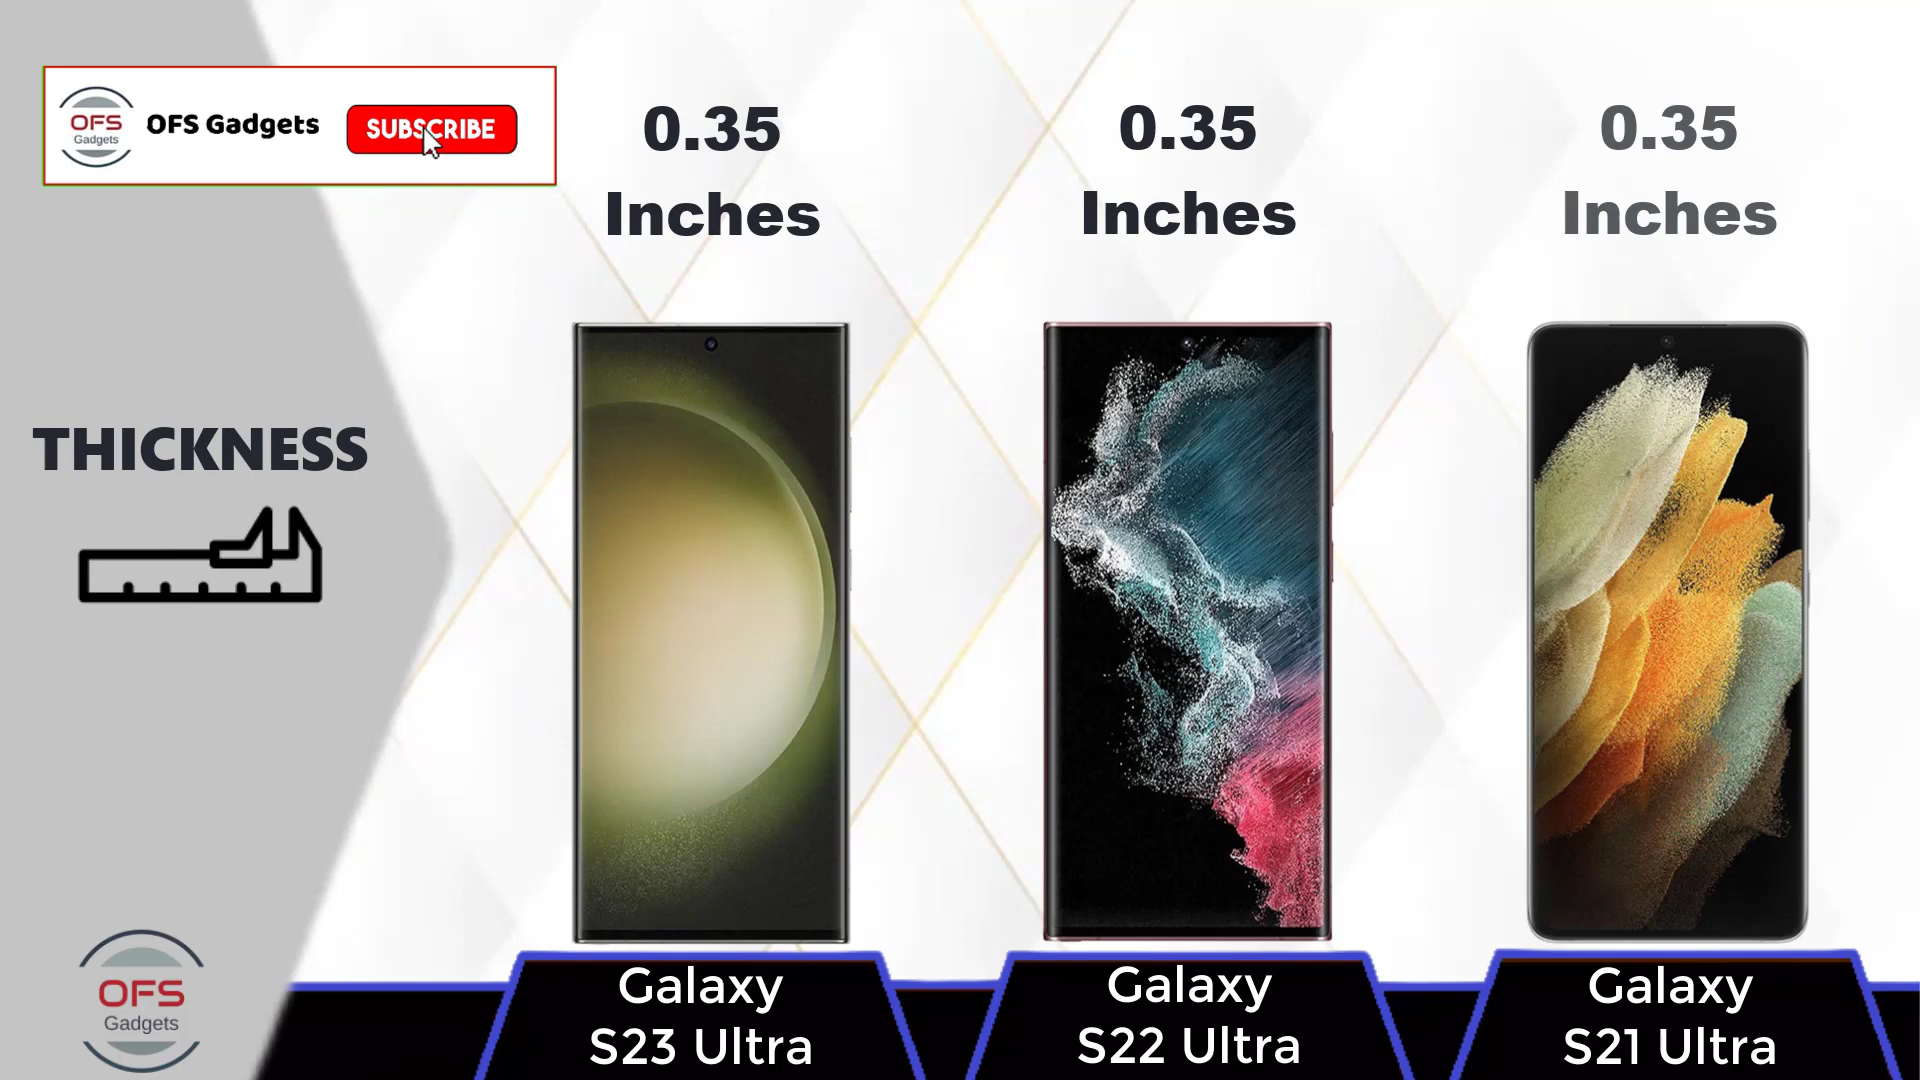 OFS
Gadgets
OFS Gadgets
SUBSCRIBE
0.35
Inches
0.35
Inches
0.35
Inches
THICKNESS
OFS
Gadgets
Galaxy
S23 Ultra
Galaxy
S22 Ultra
Galaxy
S21 Ultra